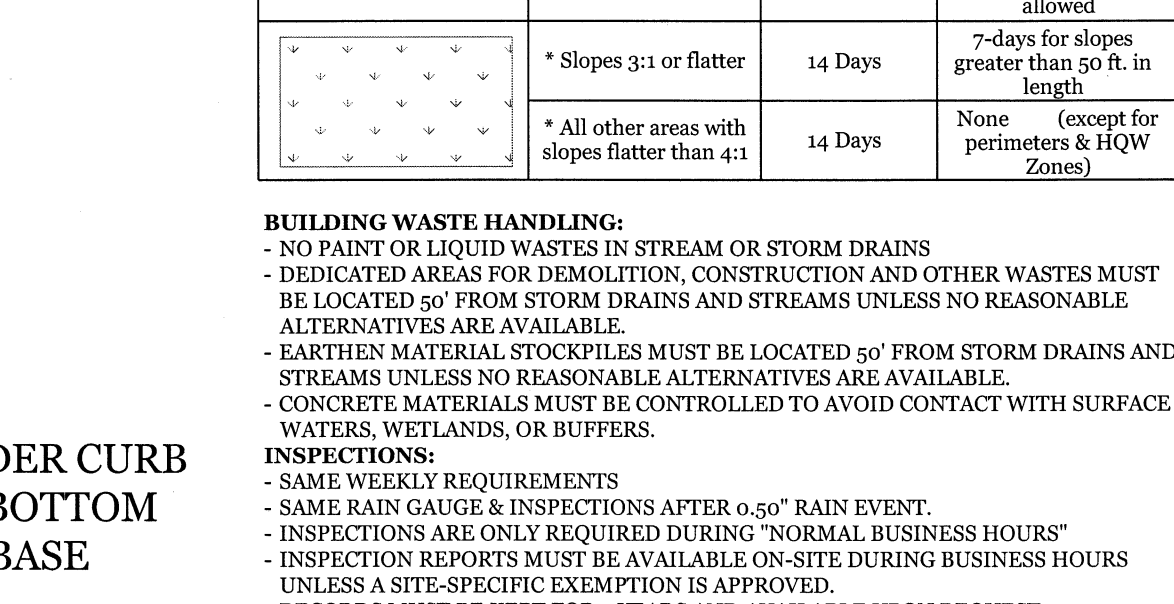 allowed
* Slopes 3:1 or flatter
14 Days
7-days for slopes
greater than 50 ft. in
length
* All other areas with
slopes flatter than 4:1
14 Days
None (except for
perimeters & HQW
Zones)
BUILDING WASTE HANDLING:
- NO PAINT OR LIQUID WASTES IN STREAM OR STORM DRAINS
- DEDICATED AREAS FOR DEMOLITION, CONSTRUCTION AND OTHER WASTES MUST
BE LOCATED 50' FROM STORM DRAINS AND STREAMS UNLESS NO REASONABLE
ALTERNATIVES ARE AVAILABLE.
- EARTHEN MATERIAL STOCKPILES MUST BE LOCATED 50' FROM STORM DRAINS AND
STREAMS UNLESS NO REASONABLE ALTERNATIVES ARE AVAILABLE.
- CONCRETE MATERIALS MUST BE CONTROLLED TO AVOID CONTACT WITH SURFACE
WATERS, WETLANDS, OR BUFFERS.
INSPECTIONS:
- SAME WEEKLY REQUIREMENTS
- SAME RAIN GAUGE & INSPECTIONS AFTER 0.50" RAIN EVENT.
- INSPECTIONS ARE ONLY REQUIRED DURING "NORMAL BUSINESS HOURS"
- INSPECTION REPORTS MUST BE AVAILABLE ON-SITE DURING BUSINESS HOURS
UNLESS A SITE-SPECIFIC EXEMPTION IS APPROVED.
DER CURB
BOTTOM
BASE